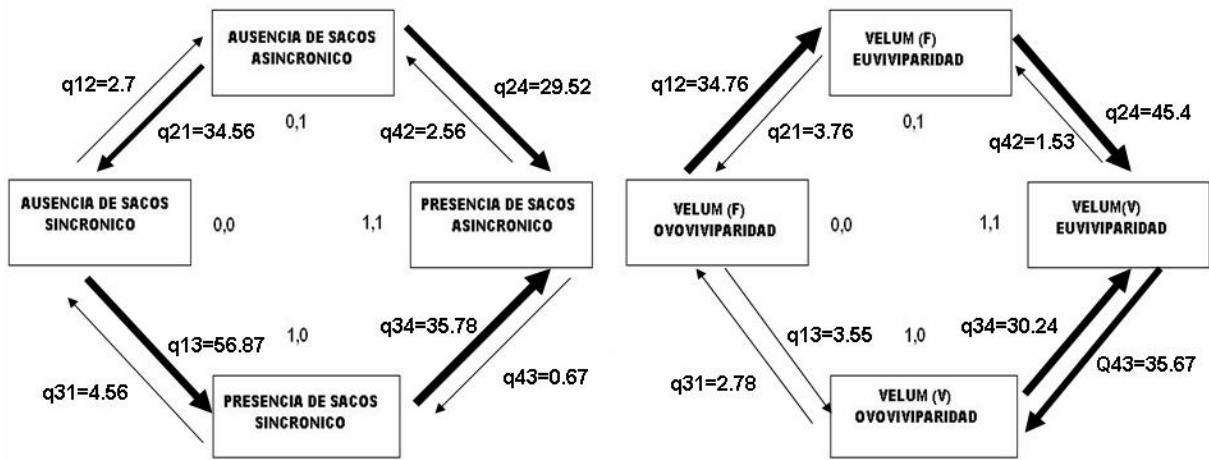 AUSENCIA DE SACOS
ASINCRONICO
q12=2.7
q24=29.52
q21=34.56
0,1
q42=2.56
AUSENCIA DE SACOS
SINCRONICO
0,0
1,1
PRESENCIA DE SACOS
ASINCRONICO
q13=56.87
1,0
q34=35.78
q31=4.56
q43=0.67
PRESENCIA DE SACOS
SINCRONICO
VELUM (F)
EUVIVIPARIDAD
q12=34.76
q24=45.4
q21=3.76
0,1
q42=1.53
VELUM (F)
OVOVIVIPARIDAD
0,0
1,1
VELUM(V)
EUVIVIPARIDAD
q13=3.55
1,0
q34=30.24
q31=2.78
Q43=35.67
VELUM (V)
OVOVIVIPARIDAD